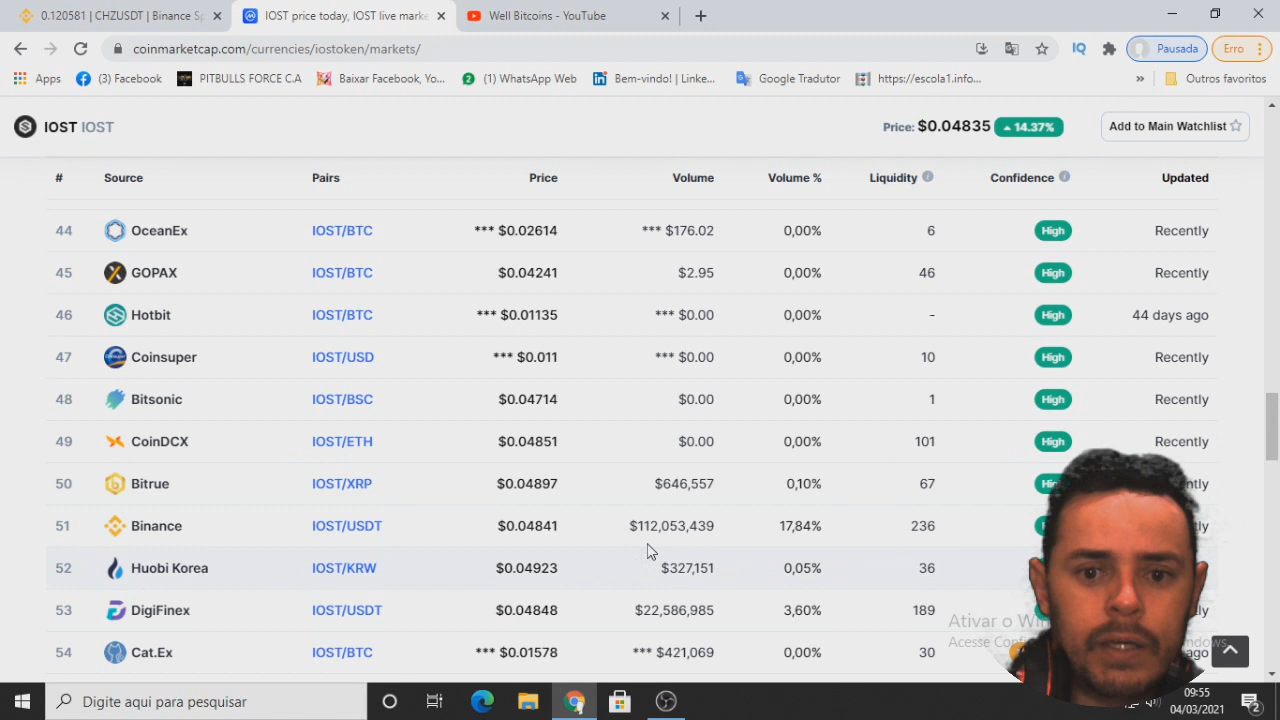 0.120581 | CHZUSDT | Binance Sp
IOST price today, IOST live marke
Well Bitcoins - YouTube
coinmarketcap.com/currencies/iostoken/markets/
Pausada
Erro
Apps
(3) Facebook
PITBULLS FORCE C.A
Baixar Facebook, Yo...
(1) WhatsApp Web
Bem-vindo! | Linke...
Google Tradutor
https://escola1.info...
Outros favoritos
IOST IOST
Price: $0.04835 14.37%
Add to Main Watchlist
# Source Pairs Price Volume Volume % Liquidity Confidence Updated
44 OceanEx IOST/BTC *** $0.02614 *** $176.02 0,00% 6 High Recently
45 GOPAX IOST/BTC $0.04241 $2.95 0,00% 46 High Recently
46 Hotbit IOST/BTC *** $0.01135 *** $0.00 0,00% - High 44 days ago
47 Coinsuper IOST/USD *** $0.011 *** $0.00 0,00% 10 High Recently
48 Bitsonic IOST/BSC $0.04714 $0.00 0,00% 1 High Recently
49 CoinDCX IOST/ETH $0.04851 $0.00 0,00% 101 High Recently
50 Bitrue IOST/XRP $0.04897 $646,557 0,10% 67
51 Binance IOST/USDT $0.04841 $112,053,439 17,84% 236
52 Huobi Korea IOST/KRW $0.04923 $327,151 0,05% 36
53 DigiFinex IOST/USDT $0.04848 $22,586,985 3,60% 189
Ativar o
54 Cat.Ex IOST/BTC *** $0.01578 *** $421,069 0,00% 30 ago
Digite aqui para pesquisar
09:55
04/03/2021
2